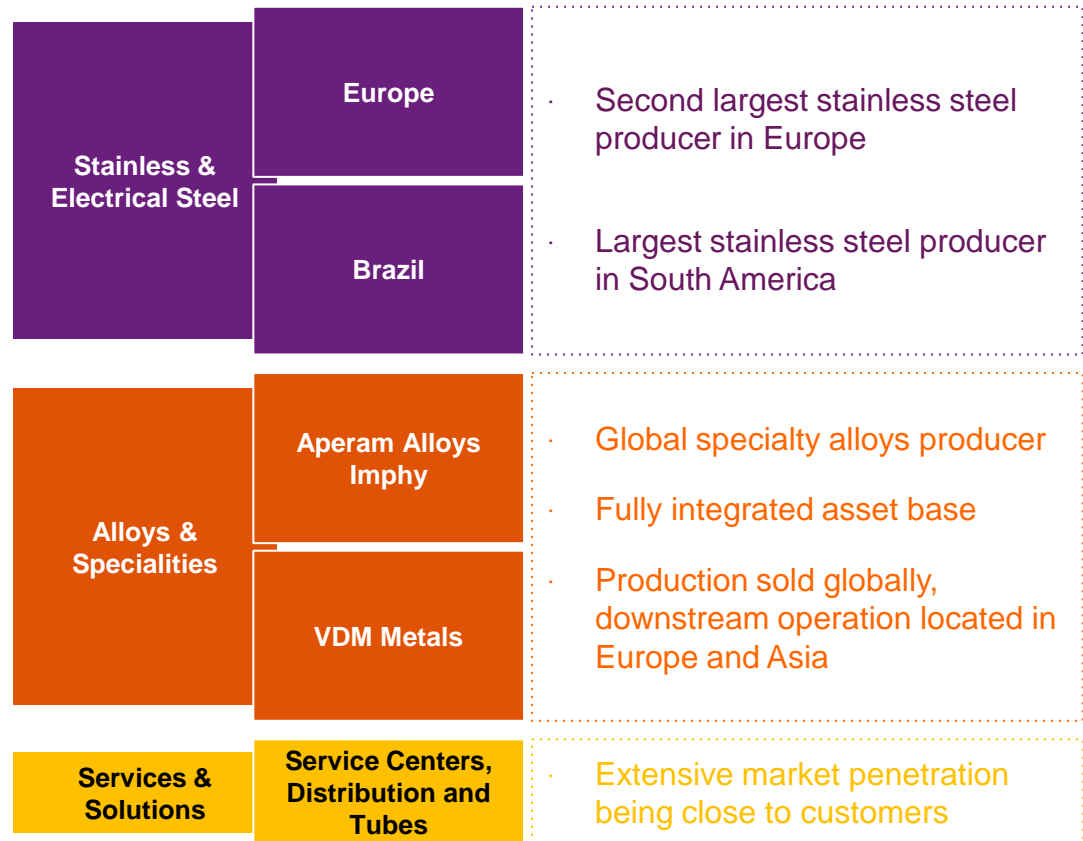 Stainless &
Electrical Steel
Europe
Brazil
· Second largest stainless steel
producer in Europe
· Largest stainless steel producer
in South America
Alloys &
Specialities
Aperam Alloys
Imphy
VDM Metals
· Global specialty alloys producer
· Fully integrated asset base
· Production sold globally,
downstream operation located in
Europe and Asia
Services &
Solutions
Service Centers,
Distribution and
Tubes
· Extensive market penetration
being close to customers